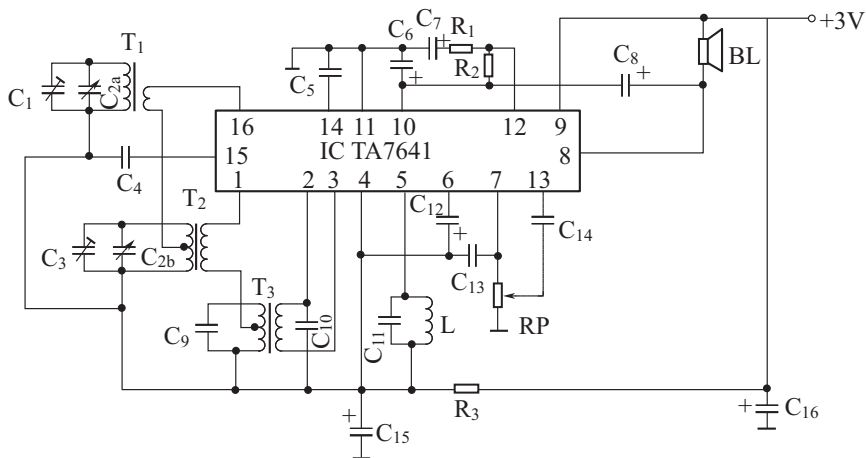 +3V
C₇
C₆ + R₁
T₁
R₂
C₈
+
BL
C₁
C₂ₐ
C₅
+
16 14 11 10 12 9
IC TA7641
15
8
C₄
1 2 3 4 5 6 7 13
T₂
C₁₂
+
C₁₄
C₃
C₂b
C₁₃
T₃
C₉
C₁₀
C₁₁
L
RP
R₃
+
C₁₅
+
C₁₆